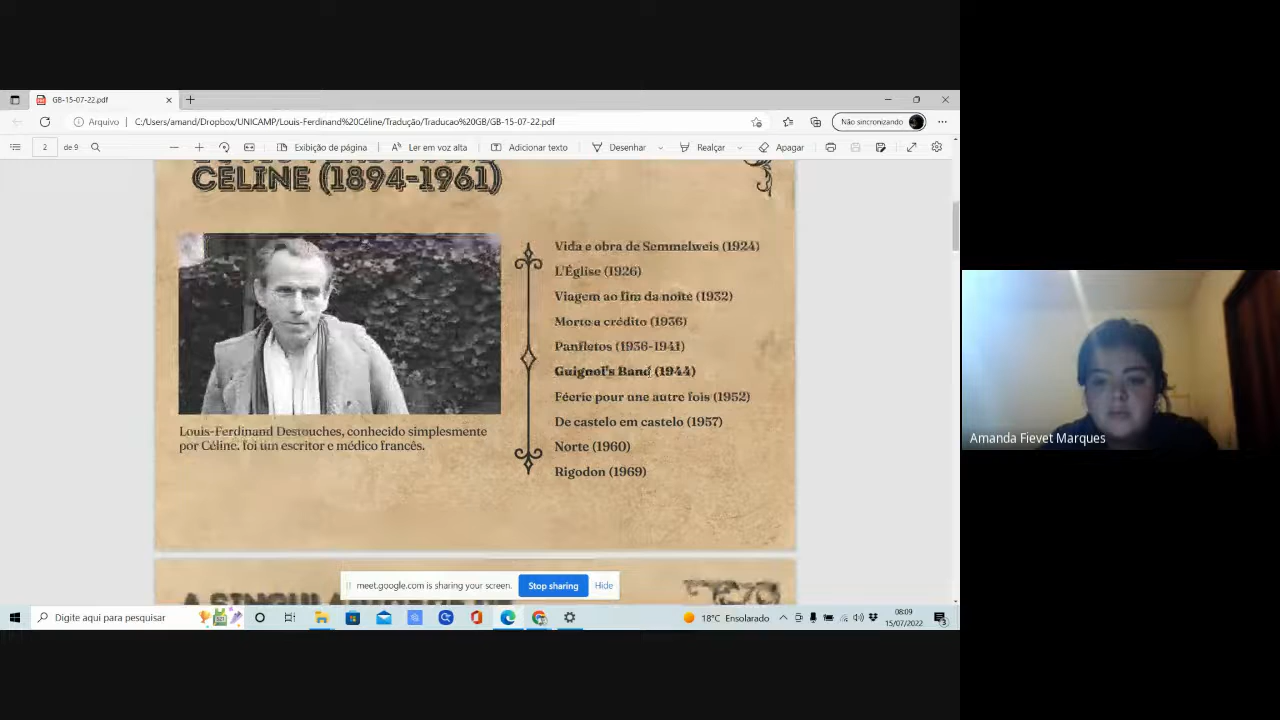 GB-15-07-22.pdf
Arquivo
C:/Users/amand/Dropbox/UNICAMP/Louis-Ferdinand%20Céline/Tradução/Traducao%20GB/GB-15-07-22.pdf
Não sincronizando
2 de 9
Exibição de página
Ler em voz alta
Adicionar texto
Desenhar
Realçar
Apagar
CÉLINE (1894-1961)
Vida e obra de Semmelweis (1924)
L'Église (1926)
Viagem ao fim da noite (1932)
Morte a crédito (1936)
Panfletos (1936-1941)
Guignol's Band (1944)
Féerie pour une autre fois (1952)
De castelo em castelo (1957)
Norte (1960)
Rigodon (1969)
Louis-Ferdinand Destouches, conhecido simplesmente
por Céline, foi um escritor e médico francês.
Amanda Fievet Marques
meet.google.com is sharing your screen.
Stop sharing
Hide
Digite aqui para pesquisar
18°C Ensolarado
08:09
15/07/2022
3